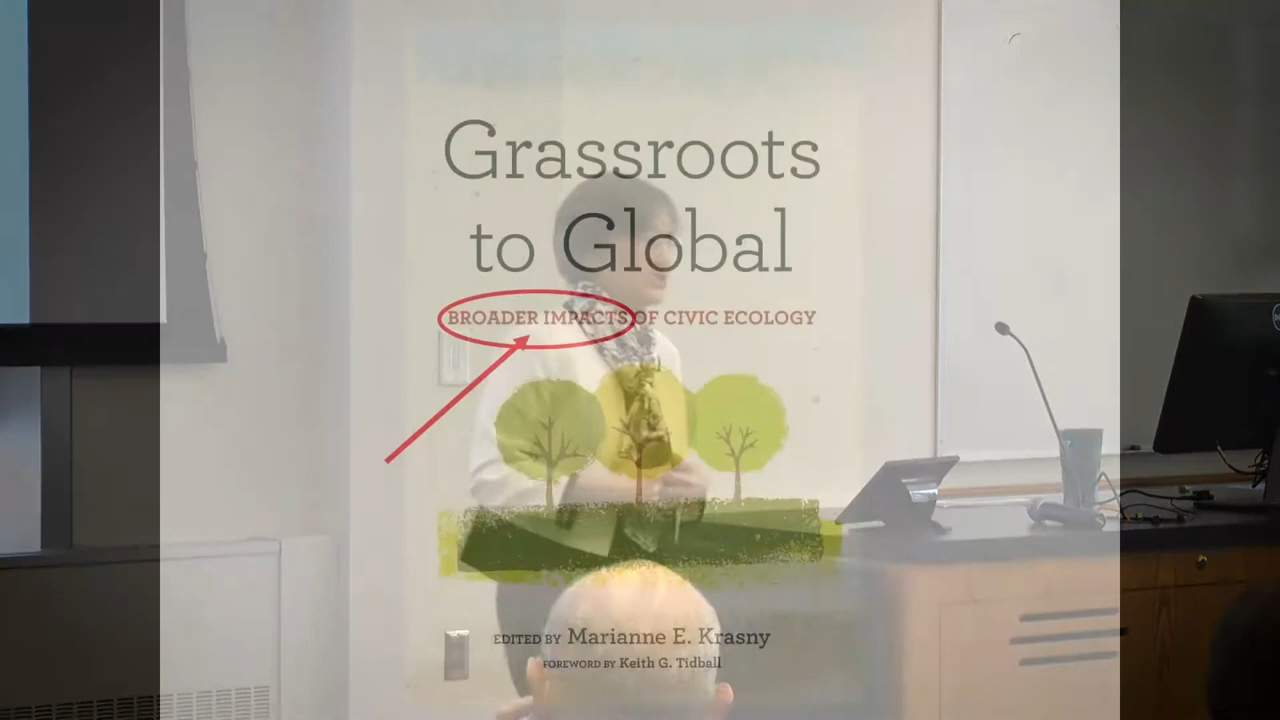 Grassroots
to Global
BROADER IMPACTS OF CIVIC ECOLOGY
EDITED BY Marianne E. Krasny
FOREWORD BY Keith G. Tidball